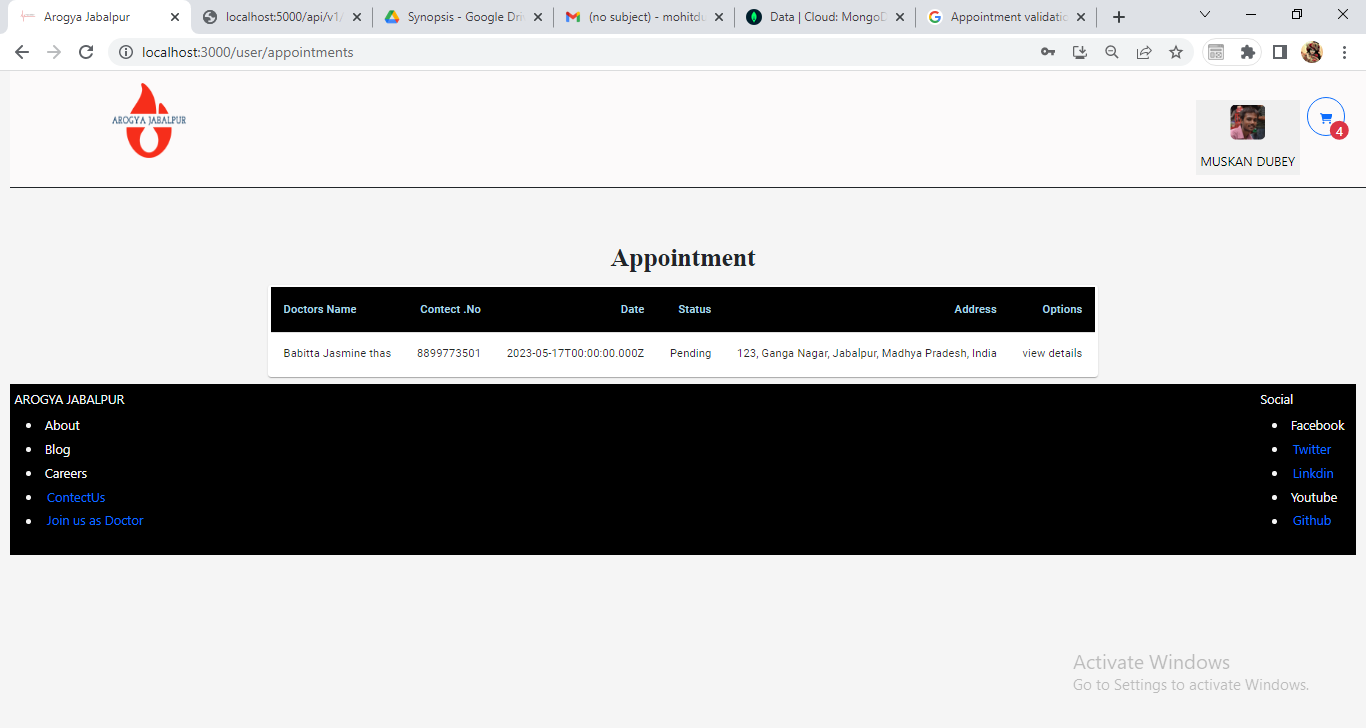 Arogya Jabalpur
localhost:5000/api/v1/
Synopsis - Google Dri
(no subject) - mohitdu
Data | Cloud: MongoD
Appointment validatio
localhost:3000/user/appointments
AROGYA JABALPUR
4
MUSKAN DUBEY
Appointment
Doctors Name Contect .No Date Status Address Options
Babitta Jasmine thas 8899773501 2023-05-17T00:00:00.000Z Pending 123, Ganga Nagar, Jabalpur, Madhya Pradesh, India view details
AROGYA JABALPUR
About
Blog
Careers
ContectUs
Join us as Doctor
Social
Facebook
Twitter
Linkdin
Youtube
Github
Activate Windows
Go to Settings to activate Windows.